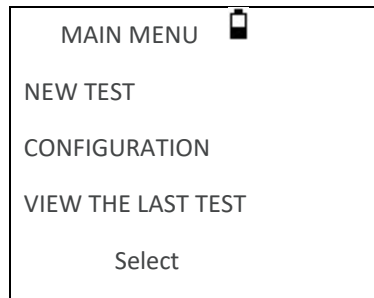 MAIN MENU
NEW TEST
CONFIGURATION
VIEW THE LAST TEST
Select